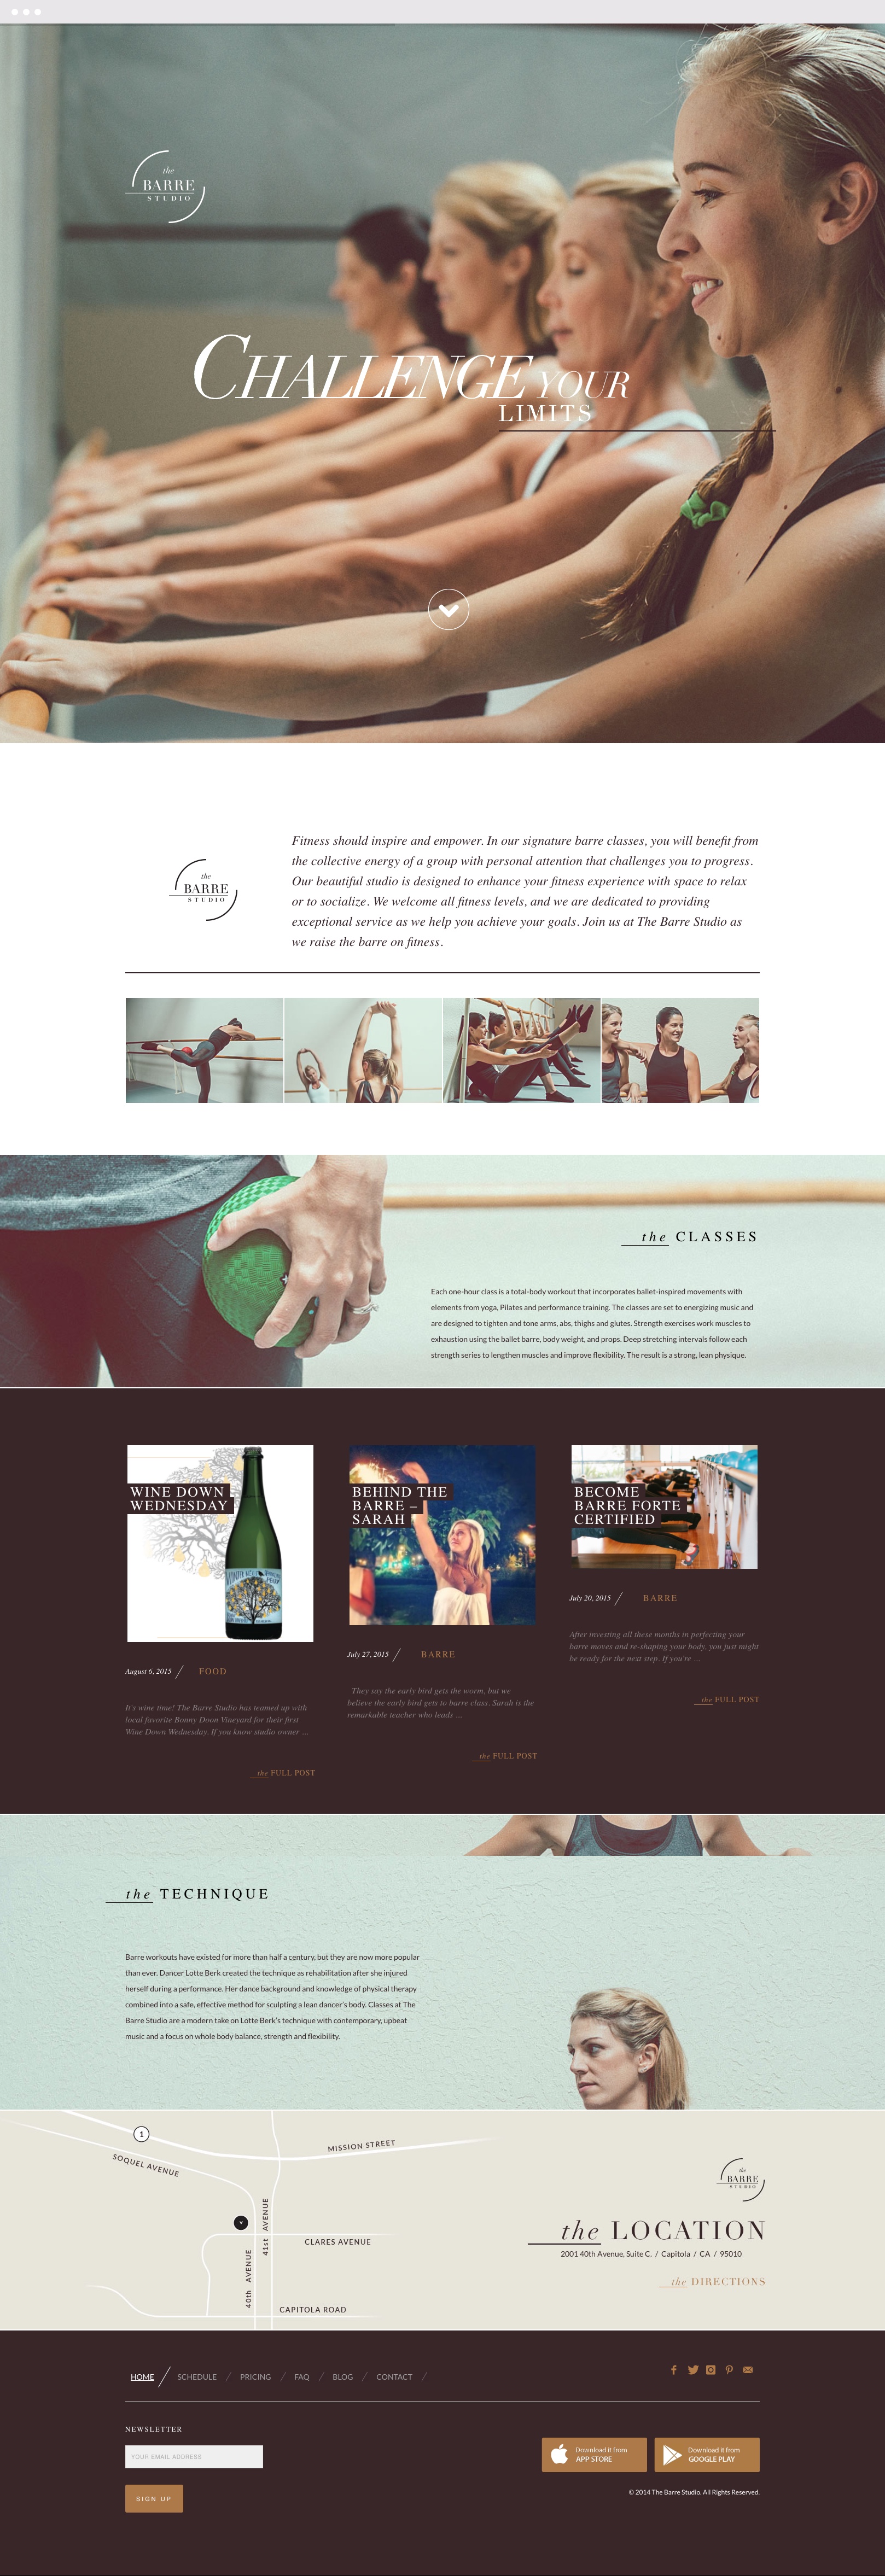 the
BARRE
STUDIO
CHALLENGE YOUR
LIMITS
the
BARRE
STUDIO
Fitness should inspire and empower. In our signature barre classes, you will benefit from
the collective energy of a group with personal attention that challenges you to progress.
Our beautiful studio is designed to enhance your fitness experience with space to relax
or to socialize. We welcome all fitness levels, and we are dedicated to providing
exceptional service as we help you achieve your goals. Join us at The Barre Studio as
we raise the barre on fitness.
the CLASSES
Each one-hour class is a total-body workout that incorporates ballet-inspired movements with
elements from yoga, Pilates and performance training. The classes are set to energizing music and
are designed to tighten and tone arms, abs, thighs and glutes. Strength exercises work muscles to
exhaustion using the ballet barre, body weight, and props. Deep stretching intervals follow each
strength series to lengthen muscles and improve flexibility. The result is a strong, lean physique.
WINE DOWN
WEDNESDAY
August 6, 2015 / FOOD
It's wine time! The Barre Studio has teamed up with
local favorite Bonny Doon Vineyard for their first
Wine Down Wednesday. If you know studio owner ...
the FULL POST
BEHIND THE
BARRE –
SARAH
July 27, 2015 / BARRE
They say the early bird gets the worm, but we
believe the early bird gets to barre class. Sarah is the
remarkable teacher who leads ...
the FULL POST
BECOME
BARRE FORTE
CERTIFIED
July 20, 2015 / BARRE
After investing all these months in perfecting your
barre moves and re-shaping your body, you just might
be ready for the next step. If you're ...
the FULL POST
the TECHNIQUE
Barre workouts have existed for more than half a century, but they are now more popular
than ever. Dancer Lotte Berk created the technique as rehabilitation after she injured
herself during a performance. Her dance background and knowledge of physical therapy
combined into a safe, effective method for sculpting a lean dancer's body. Classes at The
Barre Studio are a modern take on Lotte Berk's technique with contemporary, upbeat
music and a focus on whole body balance, strength and flexibility.
1
SOQUEL AVENUE
MISSION STREET
41st AVENUE
CLARES AVENUE
40th AVENUE
CAPITOLA ROAD
the
BARRE
STUDIO
the LOCATION
2001 40th Avenue, Suite C. / Capitola / CA / 95010
the DIRECTIONS
HOME / SCHEDULE / PRICING / FAQ / BLOG / CONTACT /
NEWSLETTER
YOUR EMAIL ADDRESS
SIGN UP
Download it from
APP STORE
Download it from
GOOGLE PLAY
© 2014 The Barre Studio. All Rights Reserved.